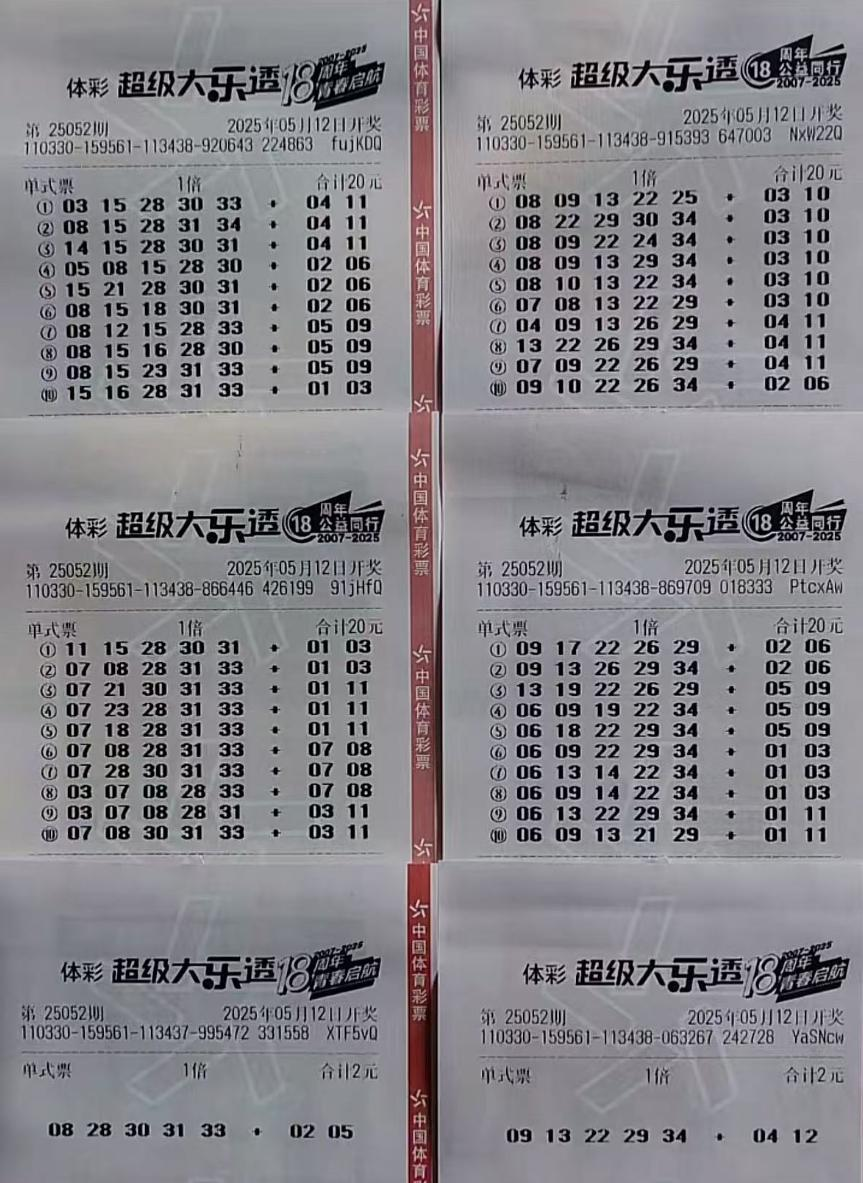 体彩 超级大乐透 18周年 青春启航 2007-2025
第 25052期 2025年05月12日开奖
110330-159561-113438-920643 224863 fujKDQ
单式票 1倍 合计20元
① 03 15 28 30 33 + 04 11
② 08 15 28 31 34 + 04 11
③ 14 15 28 30 31 + 04 11
④ 05 08 15 28 30 + 02 06
⑤ 15 21 28 30 31 + 02 06
⑥ 08 15 18 30 31 + 02 06
⑦ 08 12 15 28 33 + 05 09
⑧ 08 15 16 28 30 + 05 09
⑨ 08 15 23 31 33 + 05 09
⑩ 15 16 28 31 33 + 01 03
中国体育彩票
中国体育彩票
体彩 超级大乐透 18 周年 公益同行 2007-2025
第 25052期 2025年05月12日开奖
110330-159561-113438-915393 647003 NxW22Q
单式票 1倍 合计20元
① 08 09 13 22 25 + 03 10
② 08 22 29 30 34 + 03 10
③ 08 09 22 24 34 + 03 10
④ 08 09 13 29 34 + 03 10
⑤ 08 10 13 22 34 + 03 10
⑥ 07 08 13 22 29 + 03 10
⑦ 04 09 13 26 29 + 04 11
⑧ 13 22 26 29 34 + 04 11
⑨ 07 09 22 26 29 + 04 11
⑩ 09 10 22 26 34 + 02 06
体彩 超级大乐透 18 周年 公益同行 2007-2025
第 25052期 2025年05月12日开奖
110330-159561-113438-866446 426199 91jHfQ
单式票 1倍 合计20元
① 11 15 28 30 31 + 01 03
② 07 08 28 31 33 + 01 03
③ 07 21 30 31 33 + 01 11
④ 07 23 28 31 33 + 01 11
⑤ 07 18 28 31 33 + 01 11
⑥ 07 08 28 31 33 + 07 08
⑦ 07 28 30 31 33 + 07 08
⑧ 03 07 08 28 33 + 07 08
⑨ 03 07 08 28 31 + 03 11
⑩ 07 08 30 31 33 + 03 11
中国体育彩票
中国体育彩票
体彩 超级大乐透 18 周年 公益同行 2007-2025
第 25052期 2025年05月12日开奖
110330-159561-113438-869709 018333 PtcxAw
单式票 1倍 合计20元
① 09 17 22 26 29 + 02 06
② 09 13 26 29 34 + 02 06
③ 13 19 22 26 29 + 05 09
④ 06 09 19 22 34 + 05 09
⑤ 06 18 22 29 34 + 05 09
⑥ 06 09 22 29 34 + 01 03
⑦ 06 13 14 22 34 + 01 03
⑧ 06 09 14 22 34 + 01 03
⑨ 06 13 22 29 34 + 01 11
⑩ 06 09 13 21 29 + 01 11
体彩 超级大乐透 18周年 青春启航 2007-2025
第 25052期 2025年05月12日开奖
110330-159561-113437-995472 331558 XTF5vQ
单式票 1倍 合计2元
08 28 30 31 33 + 02 05
中国体育彩票
中国体育
体彩 超级大乐透 18周年 青春启航 2007-2025
第 25052期 2025年05月12日开奖
110330-159561-113438-063267 242728 YaSNcw
单式票 1倍 合计2元
09 13 22 29 34 + 04 12